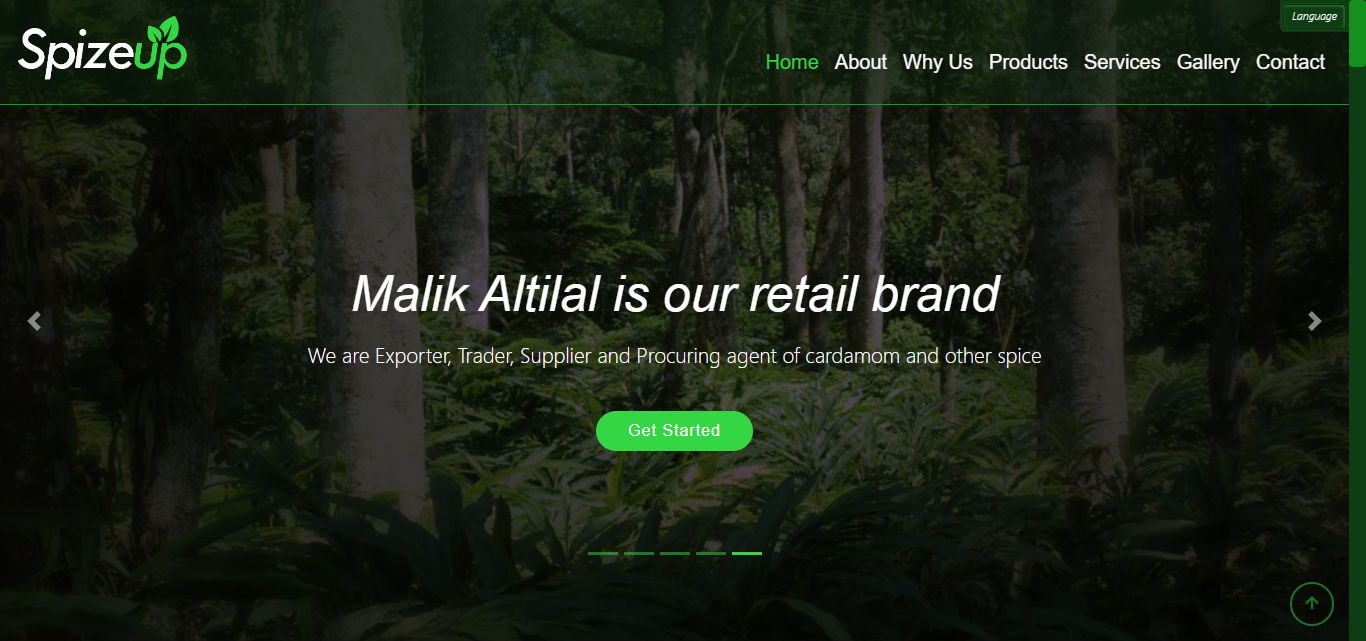 Language
Spizeup
Home About Why Us Products Services Gallery Contact
Malik Altilal is our retail brand
We are Exporter, Trader, Supplier and Procuring agent of cardamom and other spice
Get Started